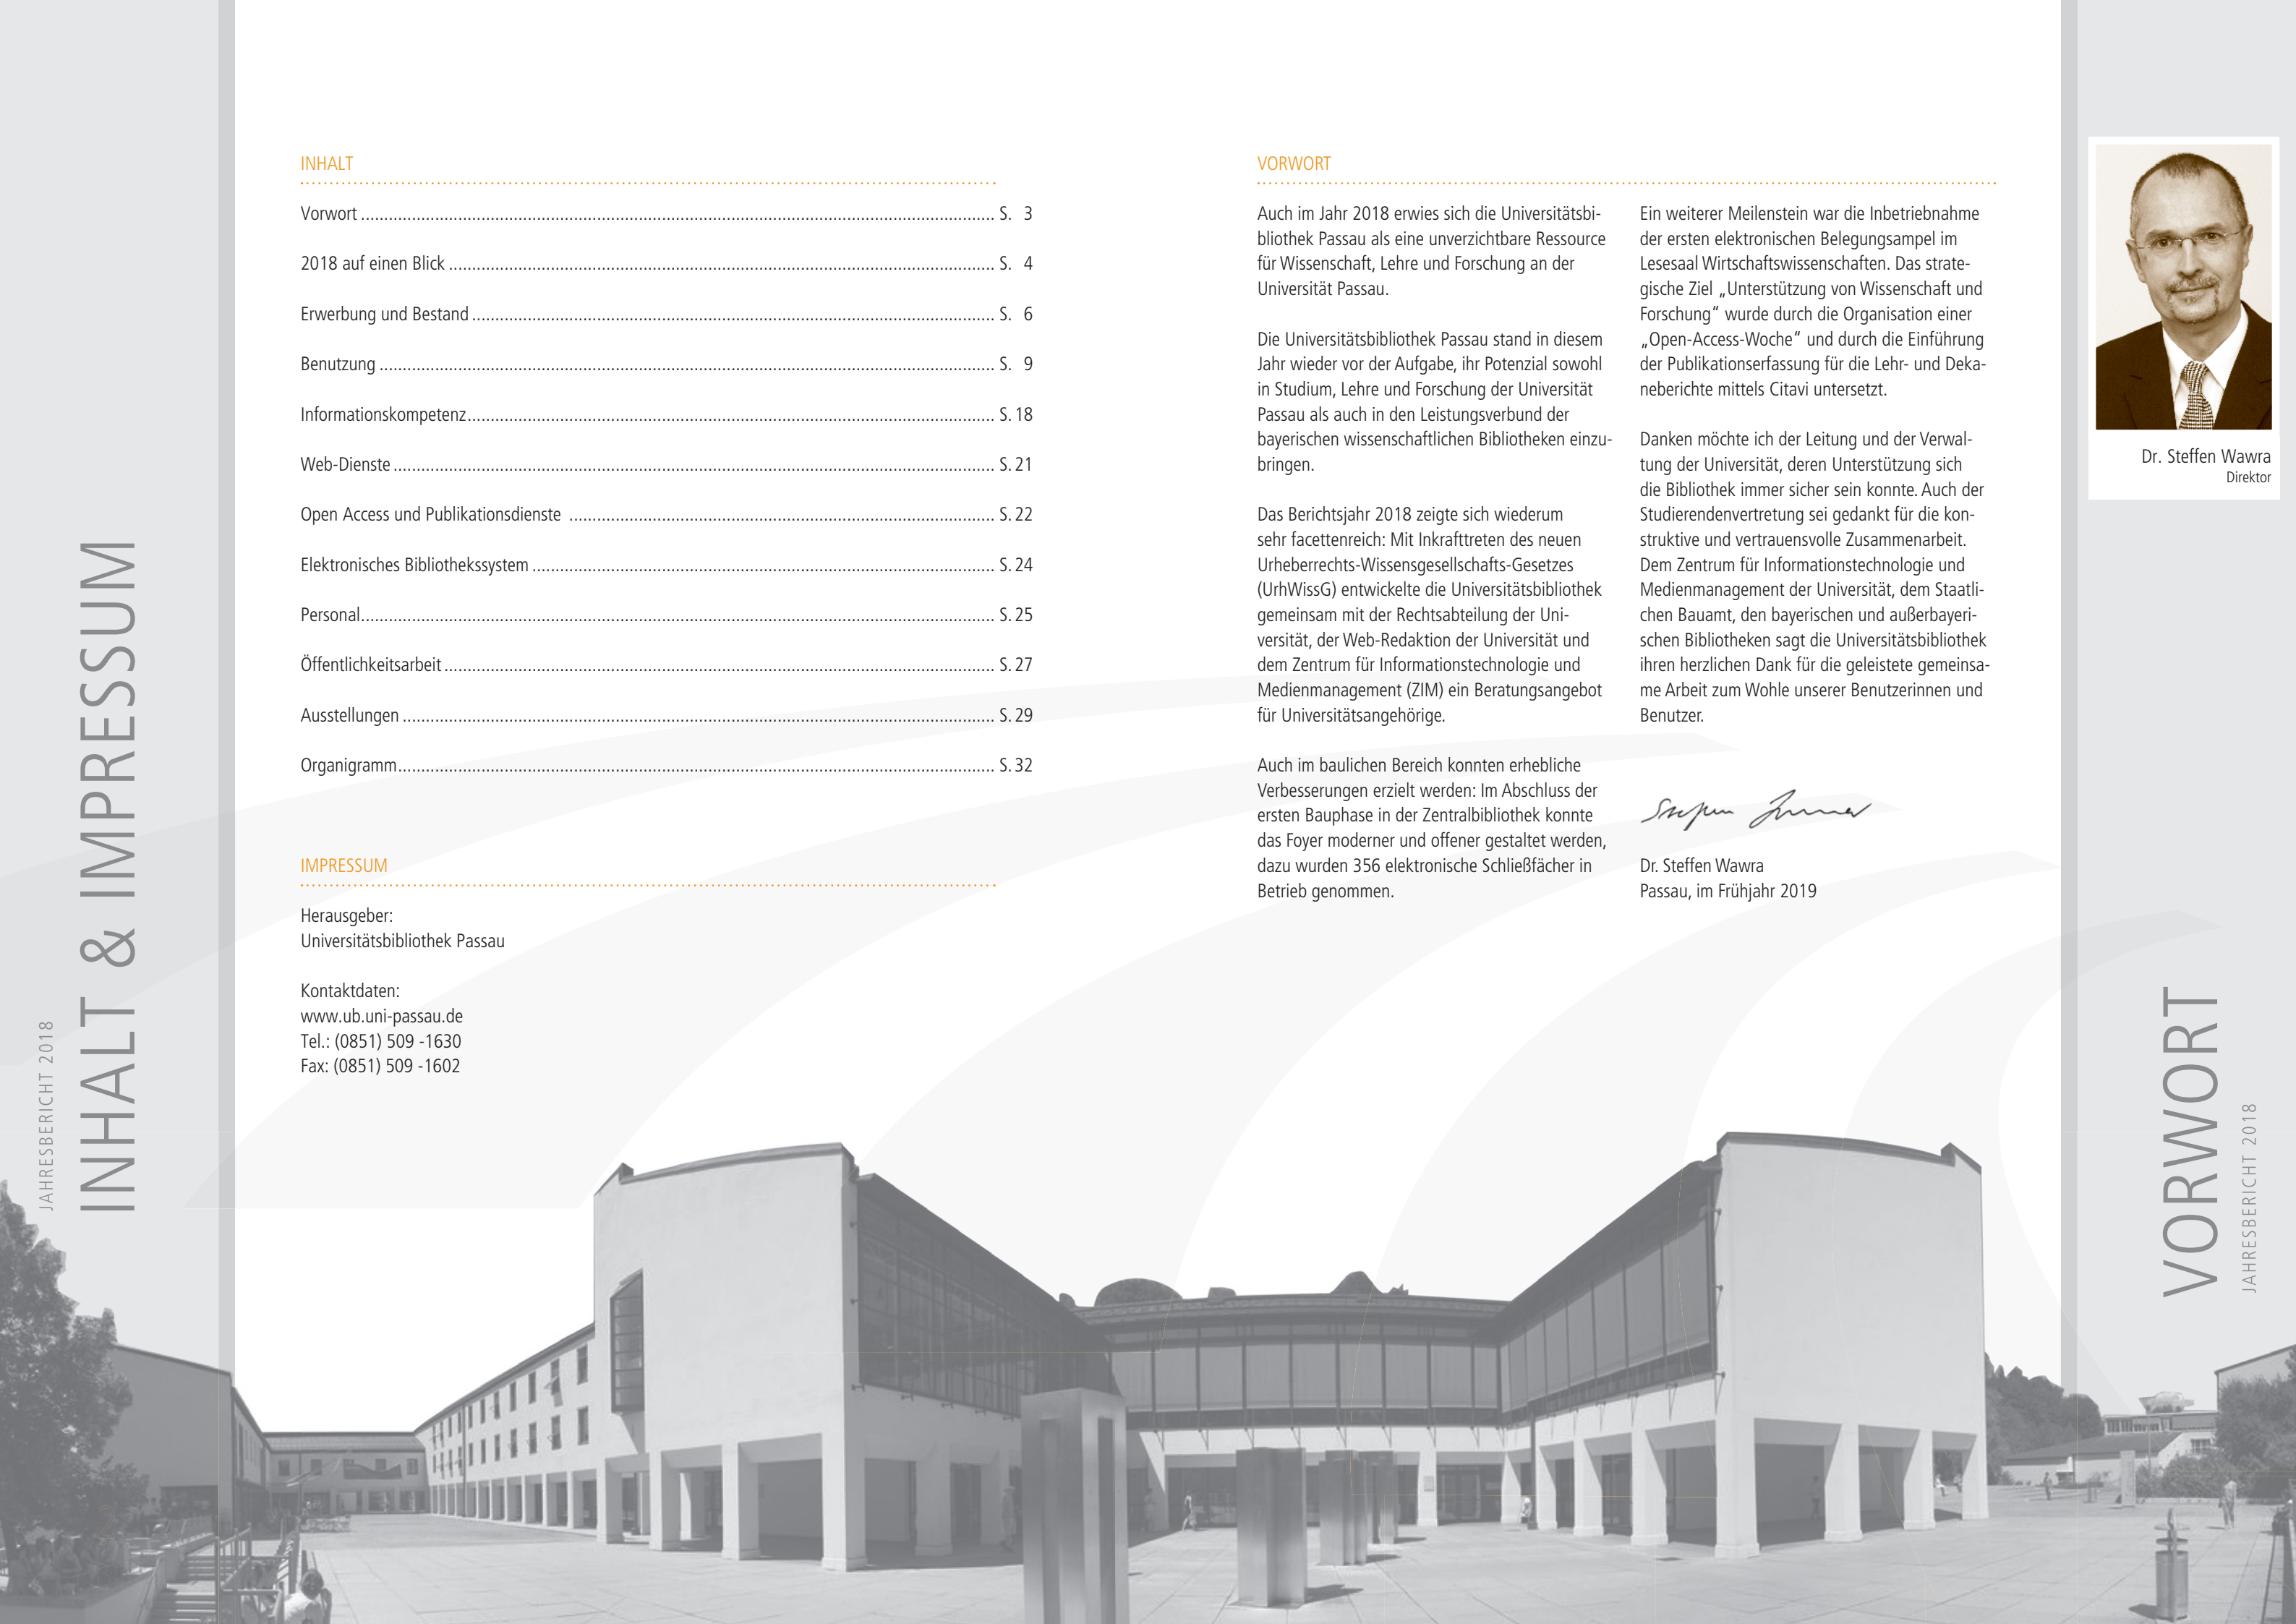 JAHRESBERICHT 2018
INHALT & IMPRESSUM
INHALT
Vorwort ........ S. 3
2018 auf einen Blick ........ S. 4
Erwerbung und Bestand ........ S. 6
Benutzung ........ S. 9
Informationskompetenz ........ S. 18
Web-Dienste ........ S. 21
Open Access und Publikationsdienste ........ S. 22
Elektronisches Bibliothekssystem ........ S. 24
Personal ........ S. 25
Öffentlichkeitsarbeit ........ S. 27
Ausstellungen ........ S. 29
Organigramm ........ S. 32
IMPRESSUM
Herausgeber:
Universitätsbibliothek Passau
Kontaktdaten:
www.ub.uni-passau.de
Tel.: (0851) 509 -1630
Fax: (0851) 509 -1602
VORWORT
Auch im Jahr 2018 erwies sich die Universitätsbi-
bliothek Passau als eine unverzichtbare Ressource
für Wissenschaft, Lehre und Forschung an der
Universität Passau.
Die Universitätsbibliothek Passau stand in diesem
Jahr wieder vor der Aufgabe, ihr Potenzial sowohl
in Studium, Lehre und Forschung der Universität
Passau als auch in den Leistungsverbund der
bayerischen wissenschaftlichen Bibliotheken einzu-
bringen.
Das Berichtsjahr 2018 zeigte sich wiederum
sehr facettenreich: Mit Inkrafttreten des neuen
Urheberrechts-Wissensgesellschafts-Gesetzes
(UrhWissG) entwickelte die Universitätsbibliothek
gemeinsam mit der Rechtsabteilung der Uni-
versität, der Web-Redaktion der Universität und
dem Zentrum für Informationstechnologie und
Medienmanagement (ZIM) ein Beratungsangebot
für Universitätsangehörige.
Auch im baulichen Bereich konnten erhebliche
Verbesserungen erzielt werden: Im Abschluss der
ersten Bauphase in der Zentralbibliothek konnte
das Foyer moderner und offener gestaltet werden,
dazu wurden 356 elektronische Schließfächer in
Betrieb genommen.
Ein weiterer Meilenstein war die Inbetriebnahme
der ersten elektronischen Belegungsampel im
Lesesaal Wirtschaftswissenschaften. Das strate-
gische Ziel „Unterstützung von Wissenschaft und
Forschung“ wurde durch die Organisation einer
„Open-Access-Woche“ und durch die Einführung
der Publikationserfassung für die Lehr- und Deka-
neberichte mittels Citavi untersetzt.
Danken möchte ich der Leitung und der Verwal-
tung der Universität, deren Unterstützung sich
die Bibliothek immer sicher sein konnte. Auch der
Studierendenvertretung sei gedankt für die kon-
struktive und vertrauensvolle Zusammenarbeit.
Dem Zentrum für Informationstechnologie und
Medienmanagement der Universität, dem Staatli-
chen Bauamt, den bayerischen und außerbayeri-
schen Bibliotheken sagt die Universitätsbibliothek
ihren herzlichen Dank für die geleistete gemeinsa-
me Arbeit zum Wohle unserer Benutzerinnen und
Benutzer.
Dr. Steffen Wawra
Passau, im Frühjahr 2019
Dr. Steffen Wawra
Direktor
VORWORT
JAHRESBERICHT 2018